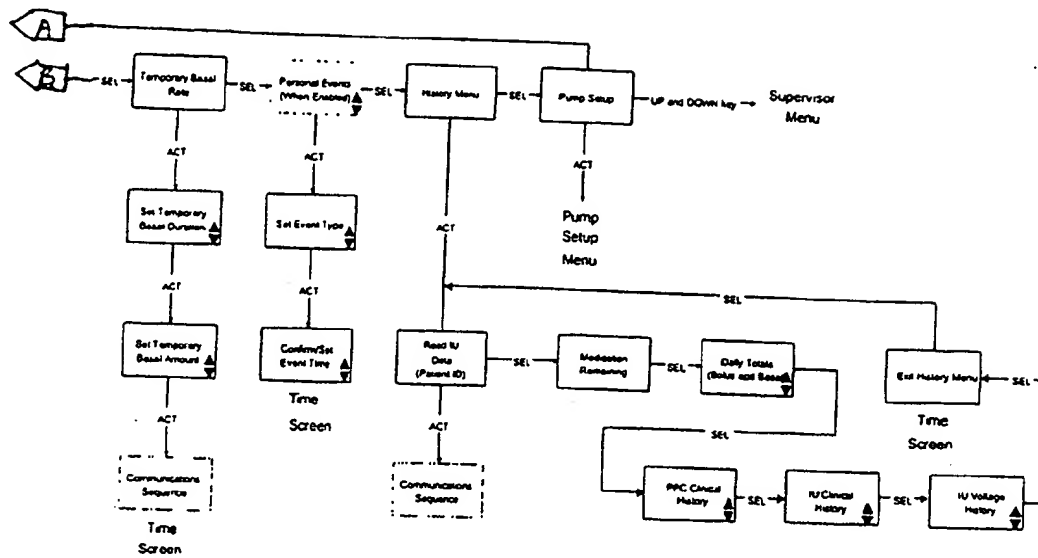 A
B
SEL
Temporary Basal
Rate
SEL
Personal Events
(When Enabled)
SEL
History Menu
SEL
Pump Setup
UP and DOWN key
Supervisor
Menu
ACT
ACT
ACT
ACT
Set Temporary
Basal Duration
Set Event Type
Pump
Setup
Menu
ACT
ACT
SEL
Set Temporary
Basal Amount
Confirm/Set
Event Time
Read IU
Data
(Patient ID)
SEL
Medication
Remaining
SEL
Daily Totals
(Bolus and Basal)
Exit History Menu
SEL
Time
Screen
Time
Screen
ACT
ACT
SEL
Communications
Sequence
Communications
Sequence
PPC Clinical
History
SEL
IU Clinical
History
SEL
IU Voltage
History
Time
Screen